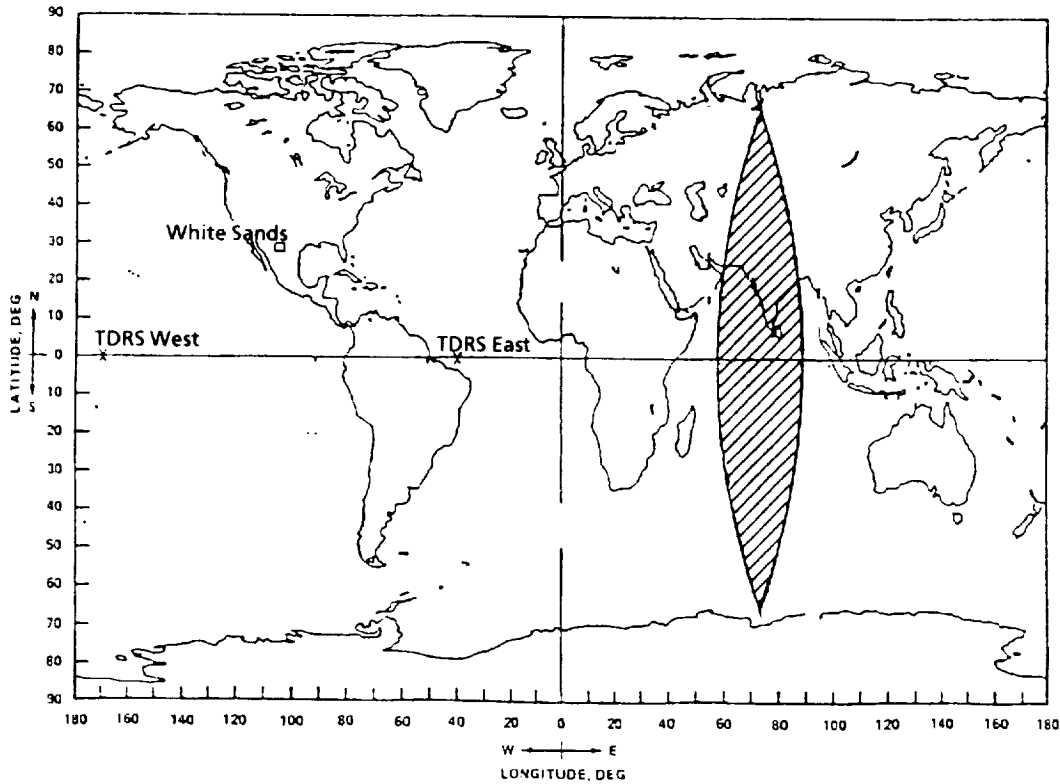 90
80
70
60
50
40
30
20
10
0
10
20
30
40
50
60
70
80
90
LATITUDE, DEG
N
S
White Sands
TDRS West
TDRS East
180 160 140 120 100 80 60 40 20 0 20 40 60 80 100 120 140 160 180
W E
LONGITUDE, DEG